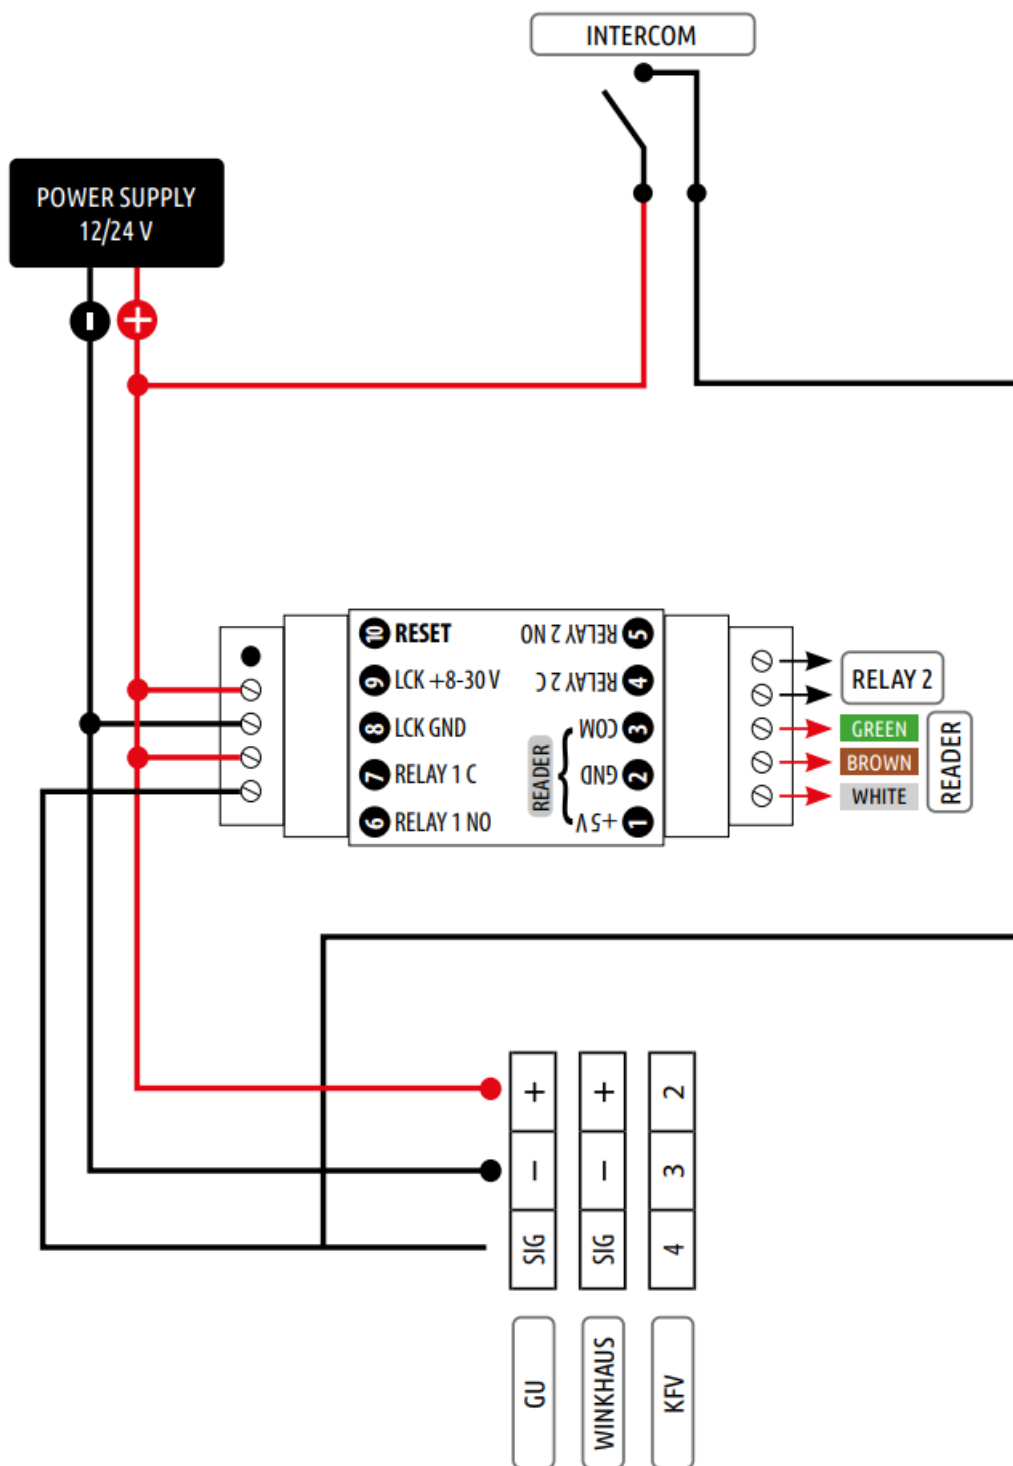 INTERCOM
POWER SUPPLY
12/24 V
+
10 RESET
9 LCK +8-30 V
8 LCK GND
7 RELAY 1 C
6 RELAY 1 NO
RELAY 2 NO 5
RELAY 2 C 4
COM 3
GND 2
+5 V 1
READER
RELAY 2
GREEN
BROWN
WHITE
READER
+ + 2
− − 3
SIG SIG 4
GU
WINKHAUS
KFV